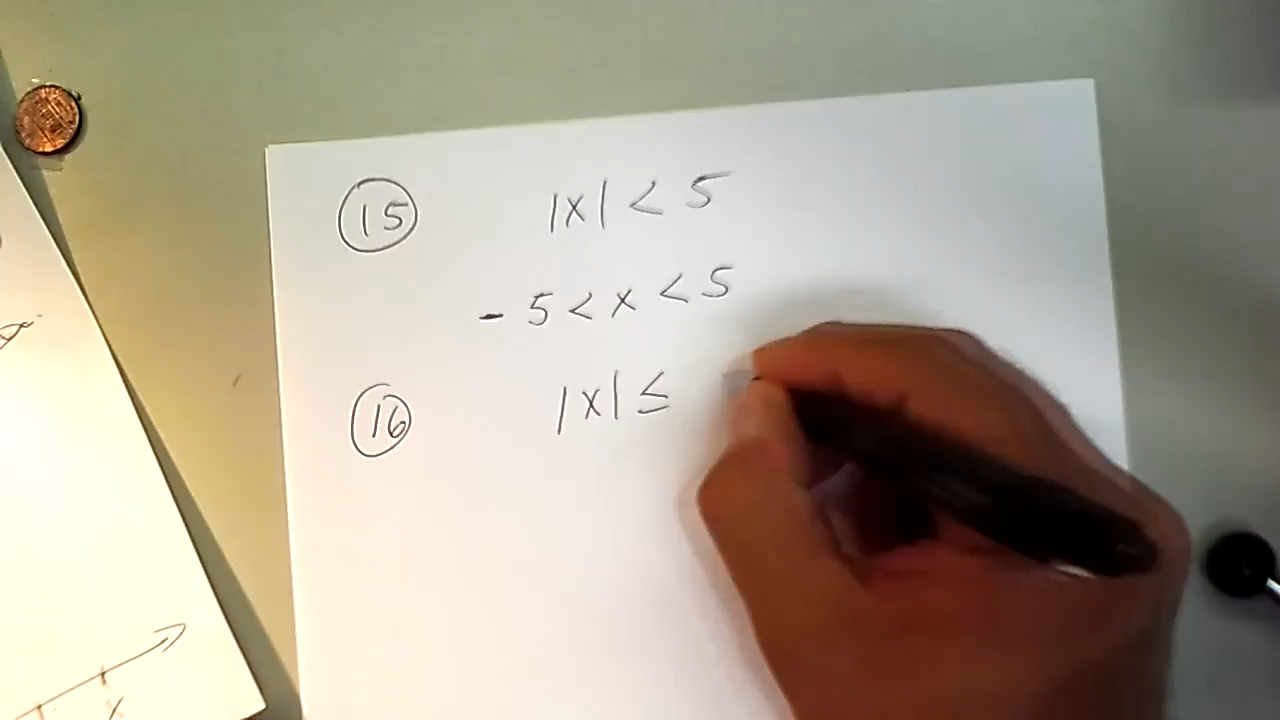 15 |x| < 5
- 5 < x < 5
16 |x| ≤
x